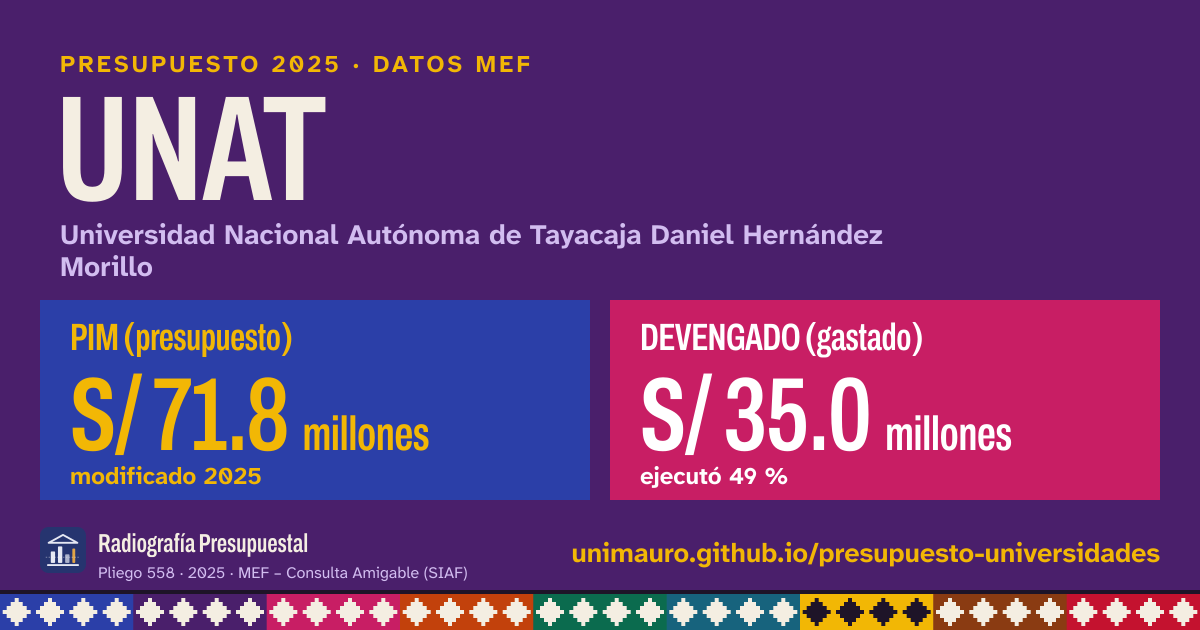 PRESUPUESTO 2025 · DATOS MEF
UNAT
Universidad Nacional Autónoma de Tayacaja Daniel Hernández
Morillo
PIM (presupuesto)
S/ 71.8 millones
modificado 2025
DEVENGADO (gastado)
S/ 35.0 millones
ejecutó 49 %
Radiografía Presupuestal
Pliego 558 · 2025 · MEF – Consulta Amigable (SIAF)
unimauro.github.io/presupuesto-universidades